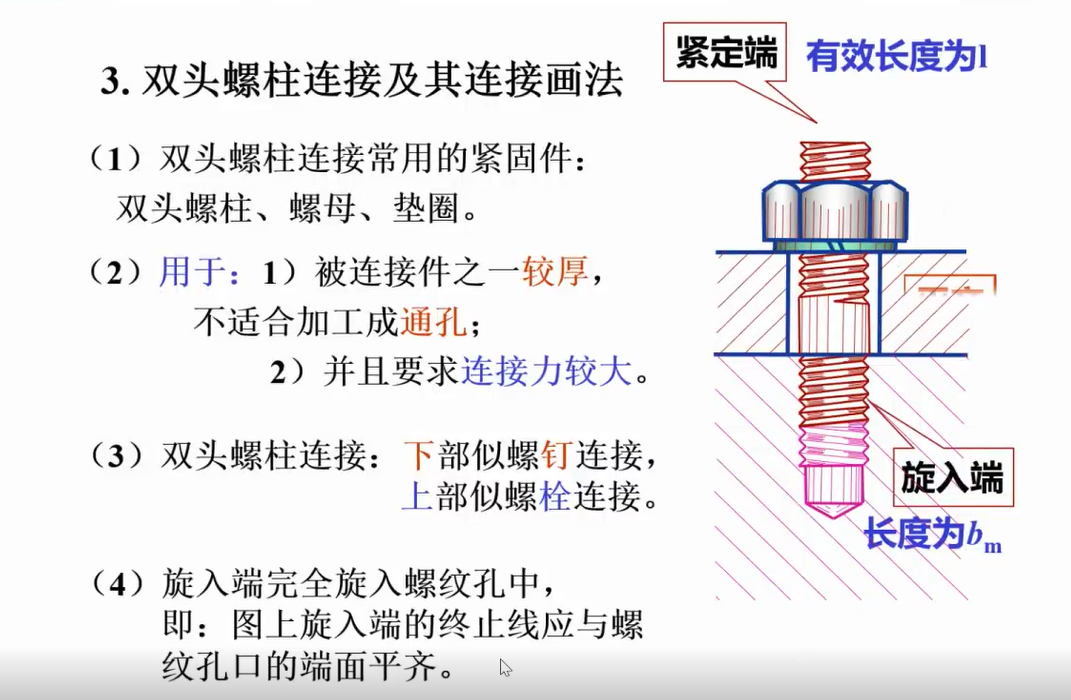 紧定端
有效长度为l
3. 双头螺柱连接及其连接画法
（1）双头螺柱连接常用的紧固件：
双头螺柱、螺母、垫圈。
（2）用于：1）被连接件之一较厚，
不适合加工成通孔；
2）并且要求连接力较大。
（3）双头螺柱连接：下部似螺钉连接，
上部似螺栓连接。
旋入端
长度为bm
（4）旋入端完全旋入螺纹孔中，
即：图上旋入端的终止线应与螺
纹孔口的端面平齐。